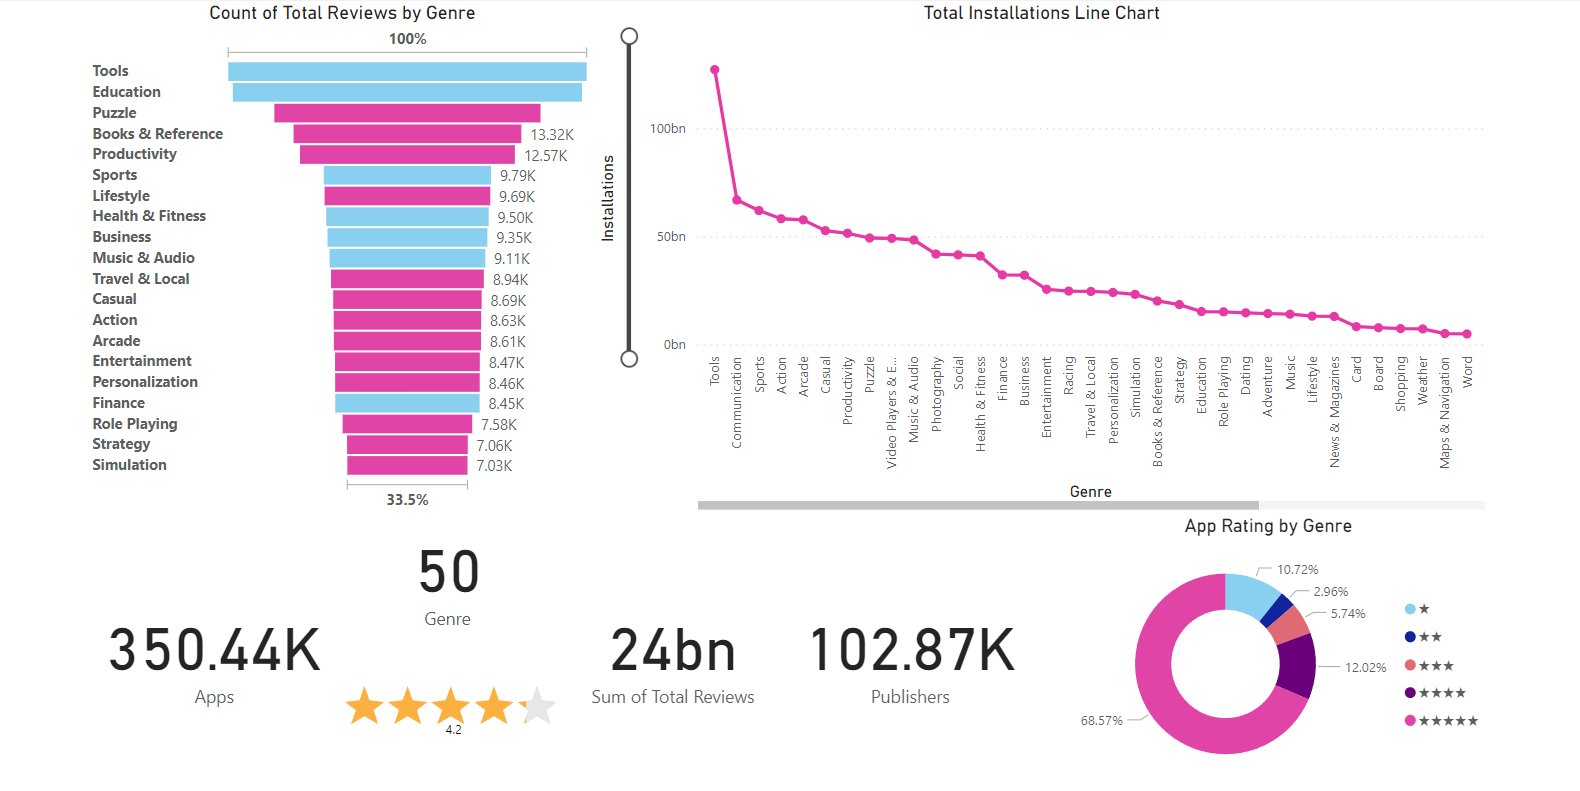 Count of Total Reviews by Genre
100%
Tools
Education
Puzzle
Books & Reference 13.32K
Productivity 12.57K
Sports 9.79K
Lifestyle 9.69K
Health & Fitness 9.50K
Business 9.35K
Music & Audio 9.11K
Travel & Local 8.94K
Casual 8.69K
Action 8.63K
Arcade 8.61K
Entertainment 8.47K
Personalization 8.46K
Finance 8.45K
Role Playing 7.58K
Strategy 7.06K
Simulation 7.03K
33.5%
Total Installations Line Chart
Installations
100bn
50bn
0bn
Tools
Communication
Sports
Action
Arcade
Casual
Productivity
Puzzle
Video Players & E...
Music & Audio
Photography
Social
Health & Fitness
Finance
Business
Entertainment
Racing
Travel & Local
Personalization
Simulation
Books & Reference
Strategy
Education
Role Playing
Dating
Adventure
Music
Lifestyle
News & Magazines
Card
Board
Shopping
Weather
Maps & Navigation
Word
Genre
50
Genre
350.44K
Apps
4.2
24bn
Sum of Total Reviews
102.87K
Publishers
App Rating by Genre
10.72%
2.96%
5.74%
12.02%
68.57%
★
★★
★★★
★★★★
★★★★★